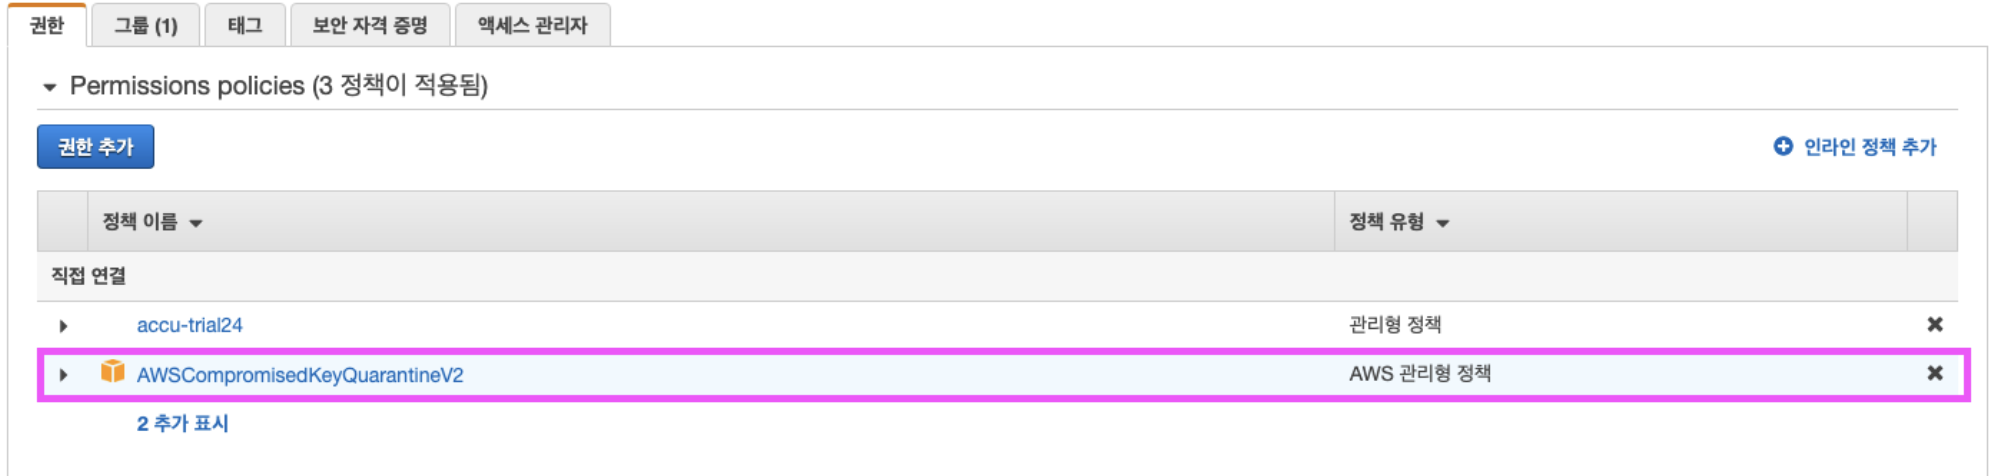 권한 그룹 (1) 태그 보안 자격 증명 액세스 관리자
Permissions policies (3 정책이 적용됨)
권한 추가 인라인 정책 추가
정책 이름 정책 유형
직접 연결
accu-trial24 관리형 정책
AWSCompromisedKeyQuarantineV2 AWS 관리형 정책
2 추가 표시